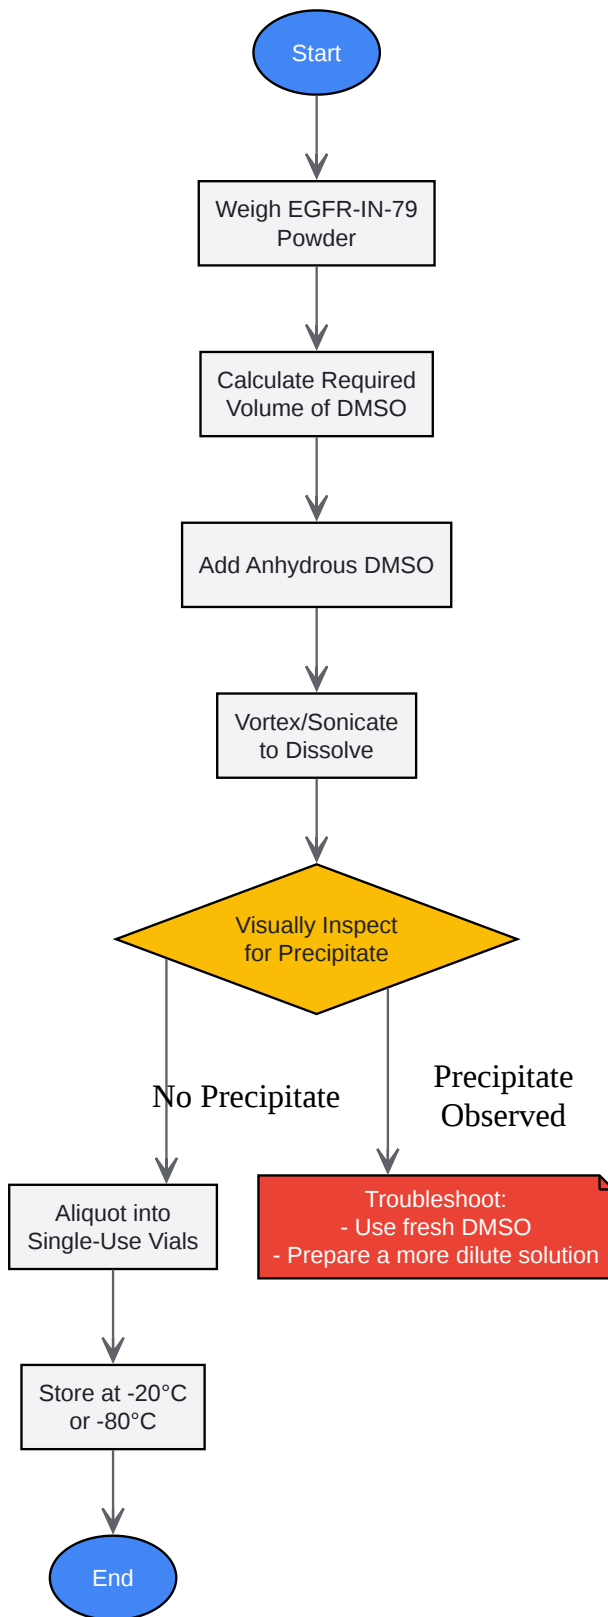 Start
Weigh EGFR-IN-79
Powder
Calculate Required
Volume of DMSO
Add Anhydrous DMSO
Vortex/Sonicate
to Dissolve
Visually Inspect
for Precipitate
No Precipitate
Precipitate
Observed
Aliquot into
Single-Use Vials
Troubleshoot:
- Use fresh DMSO
- Prepare a more dilute solution
Store at -20°C
or -80°C
End